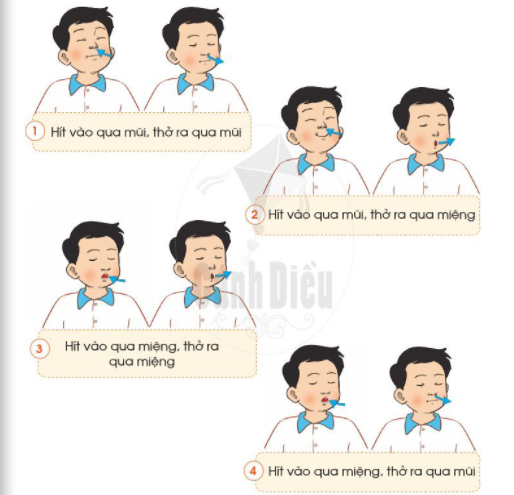 1 Hít vào qua mũi, thở ra qua mũi
2 Hít vào qua mũi, thở ra qua miệng
Cánh Diều
3 Hít vào qua miệng, thở ra
qua miệng
4 Hít vào qua miệng, thở ra qua mũi